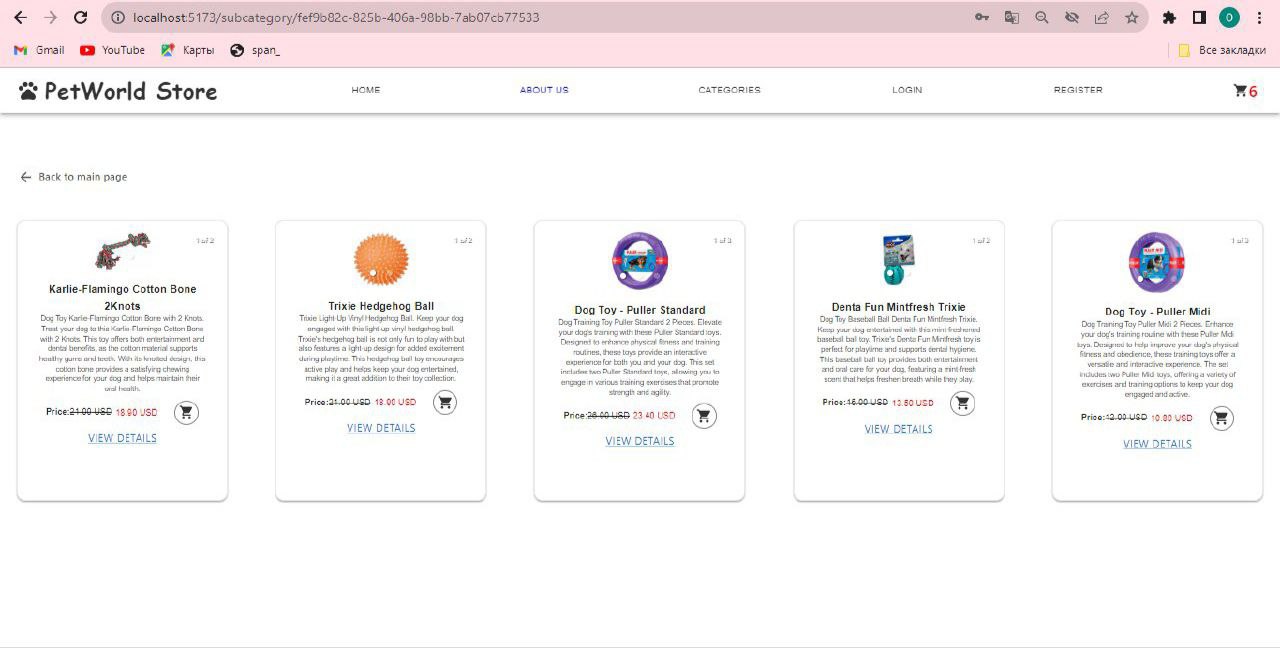 localhost:5173/subcategory/fef9b82c-825b-406a-98bb-7ab07cb77533
O
Gmail YouTube Карты span_ Все закладки
PetWorld Store HOME ABOUT US CATEGORIES LOGIN REGISTER 6
Back to main page
1 of 2
Karlie-Flamingo Cotton Bone
2Knots
Dog Toy Karlie-Flamingo Cotton Bone with 2 Knots.
Treat your dog to this Karlie-Flamingo Cotton Bone
with 2 Knots. This toy offers both entertainment and
dental benefits, as the cotton material supports
healthy gums and teeth. With its knotted design, this
cotton bone provides a satisfying chewing
experience for your dog and helps maintain their
oral health.
Price:21.00 USD 18.90 USD
VIEW DETAILS
1 of 2
Trixie Hedgehog Ball
Trixie Light-Up Vinyl Hedgehog Ball. Keep your dog
engaged with this light-up vinyl hedgehog ball.
Trixie's hedgehog ball is not only fun to play with but
also features a light-up design for added excitement
during playtime. This hedgehog ball toy encourages
active play and helps keep your dog entertained,
making it a great addition to their toy collection.
Price:21.00 USD 18.00 USD
VIEW DETAILS
1 of 3
Dog Toy - Puller Standard
Dog Training Toy Puller Standard 2 Pieces. Elevate
your dog's training with these Puller Standard toys.
Designed to enhance physical fitness and training
routines, these toys provide an interactive
experience for both you and your dog. This set
includes two Puller Standard toys, allowing you to
engage in various training exercises that promote
strength and agility.
Price:26.00 USD 23.40 USD
VIEW DETAILS
1 of 2
Denta Fun Mintfresh Trixie
Dog Toy Baseball Ball Denta Fun Mintfresh Trixie.
Keep your dog entertained with this mint-freshened
baseball ball toy. Trixie's Denta Fun Mintfresh toy is
perfect for playtime and supports dental hygiene.
This baseball toy provides both entertainment
and oral care for your dog, featuring a mint-fresh
scent that helps freshen breath while they play.
Price:15.00 USD 13.50 USD
VIEW DETAILS
1 of 3
Dog Toy - Puller Midi
Dog Training Toy Puller Midi 2 Pieces. Enhance
your dog's training routine with these Puller Midi
toys. Designed to help improve your dog's physical
fitness and obedience, these training toys offer a
versatile and interactive experience. The set
includes two Puller Midi toys, offering a variety of
exercises and training options to keep your dog
engaged and active.
Price:12.00 USD 10.80 USD
VIEW DETAILS